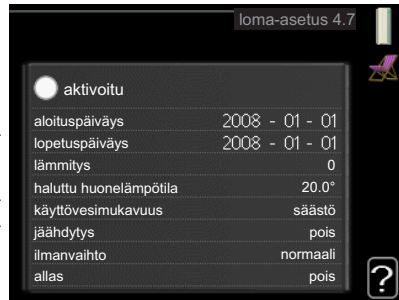 loma-asetus 4.7
aktivoitu
aloituspäiväys 2008 - 01 - 01
lopetuspäiväys 2008 - 01 - 01
lämmitys 0
haluttu huonelämpötila 20.0°
käyttövesimukavuus säästö
jäähdytys pois
ilmanvaihto normaali
allas pois
?